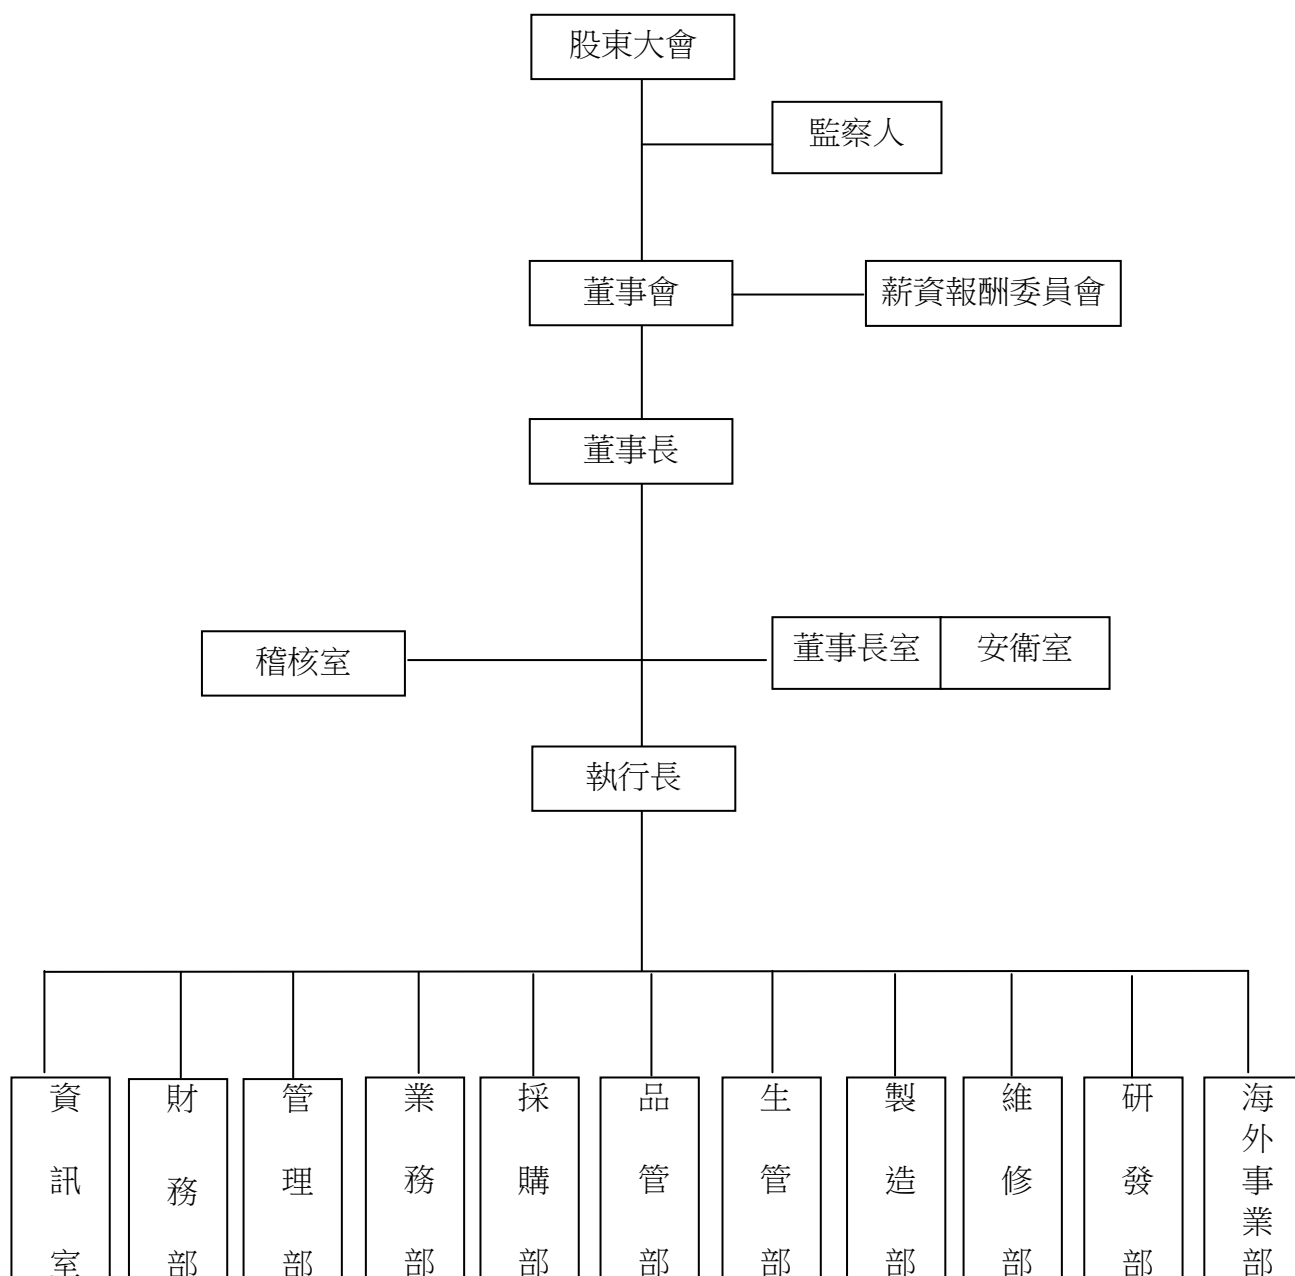 股東大會
監察人
董事會
薪資報酬委員會
董事長
稽核室
董事長室
安衛室
執行長
資訊室
財務部
管理部
業務部
採購部
品管部
生管部
製造部
維修部
研發部
海外事業部